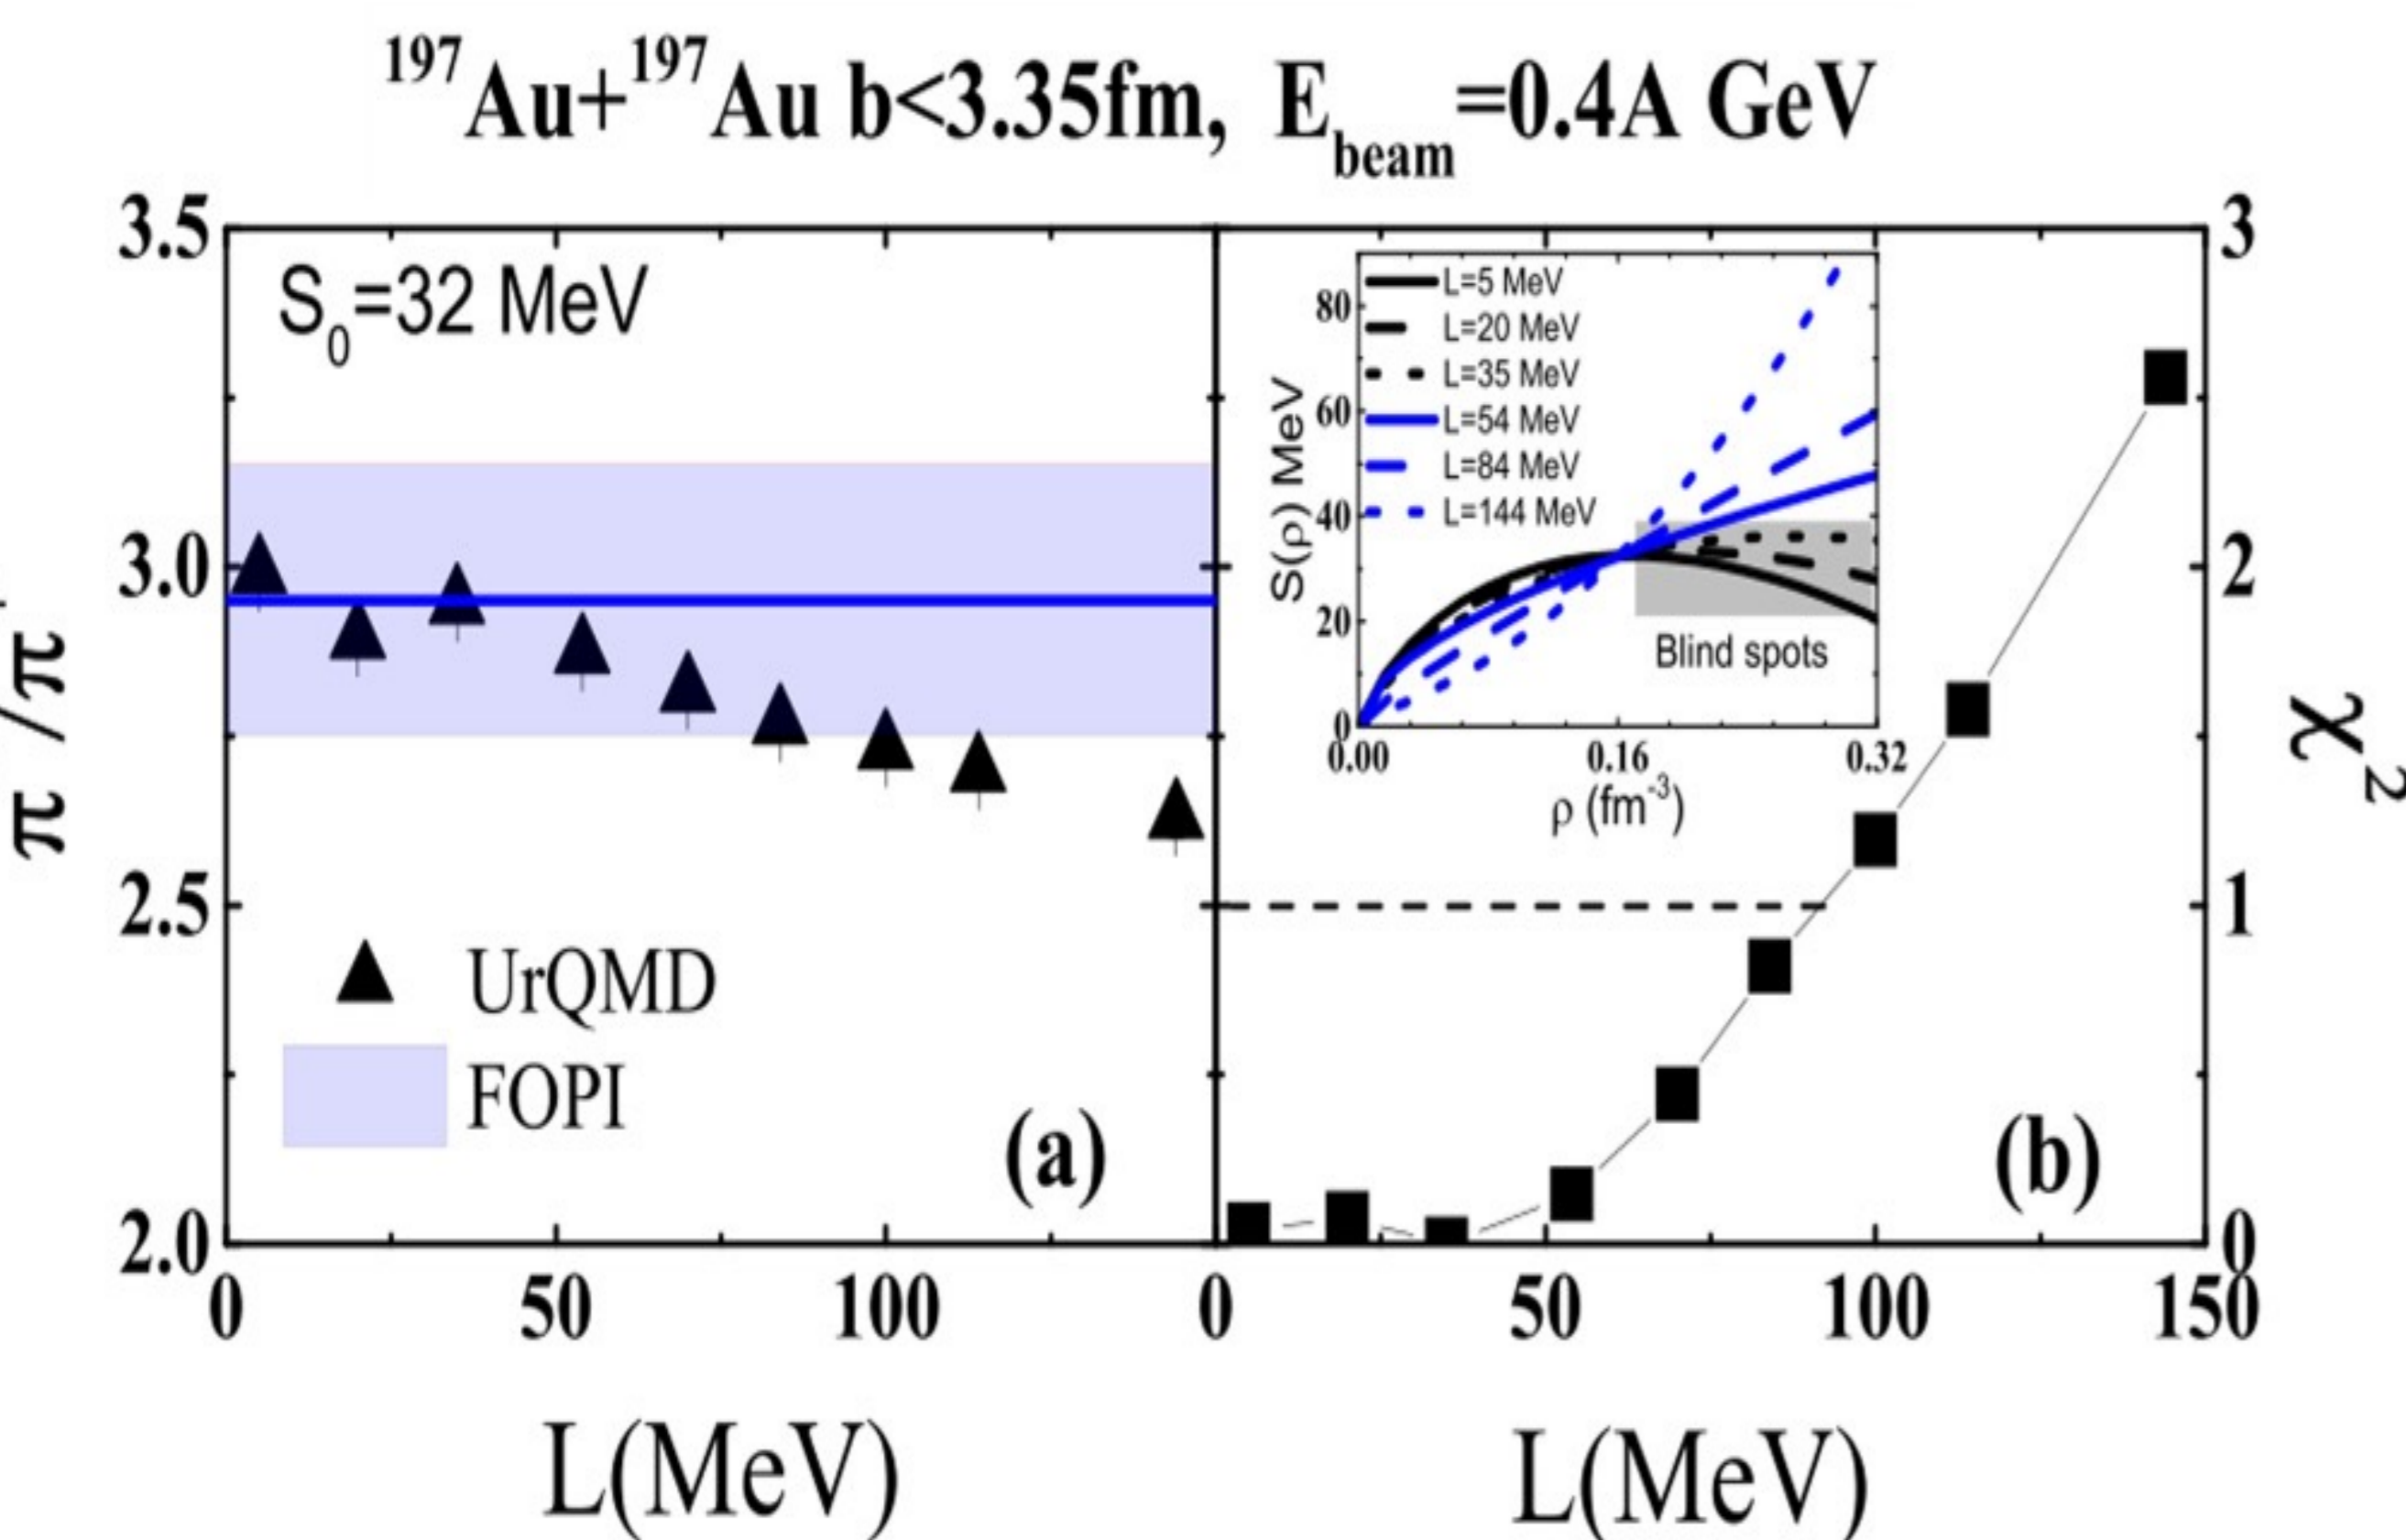 ¹⁹⁷Au+¹⁹⁷Au b<3.35fm, E_beam=0.4A GeV
3.5
3.0
2.5
2.0
π /π
S₀=32 MeV
UrQMD
FOPI
(a)
0
50
100
L(MeV)
L=5 MeV
L=20 MeV
L=35 MeV
L=54 MeV
L=84 MeV
L=144 MeV
S(ρ) MeV
80
60
40
20
0
Blind spots
0.00
0.16
0.32
ρ (fm⁻³)
(b)
3
2
1
0
χ²
0
50
100
150
L(MeV)